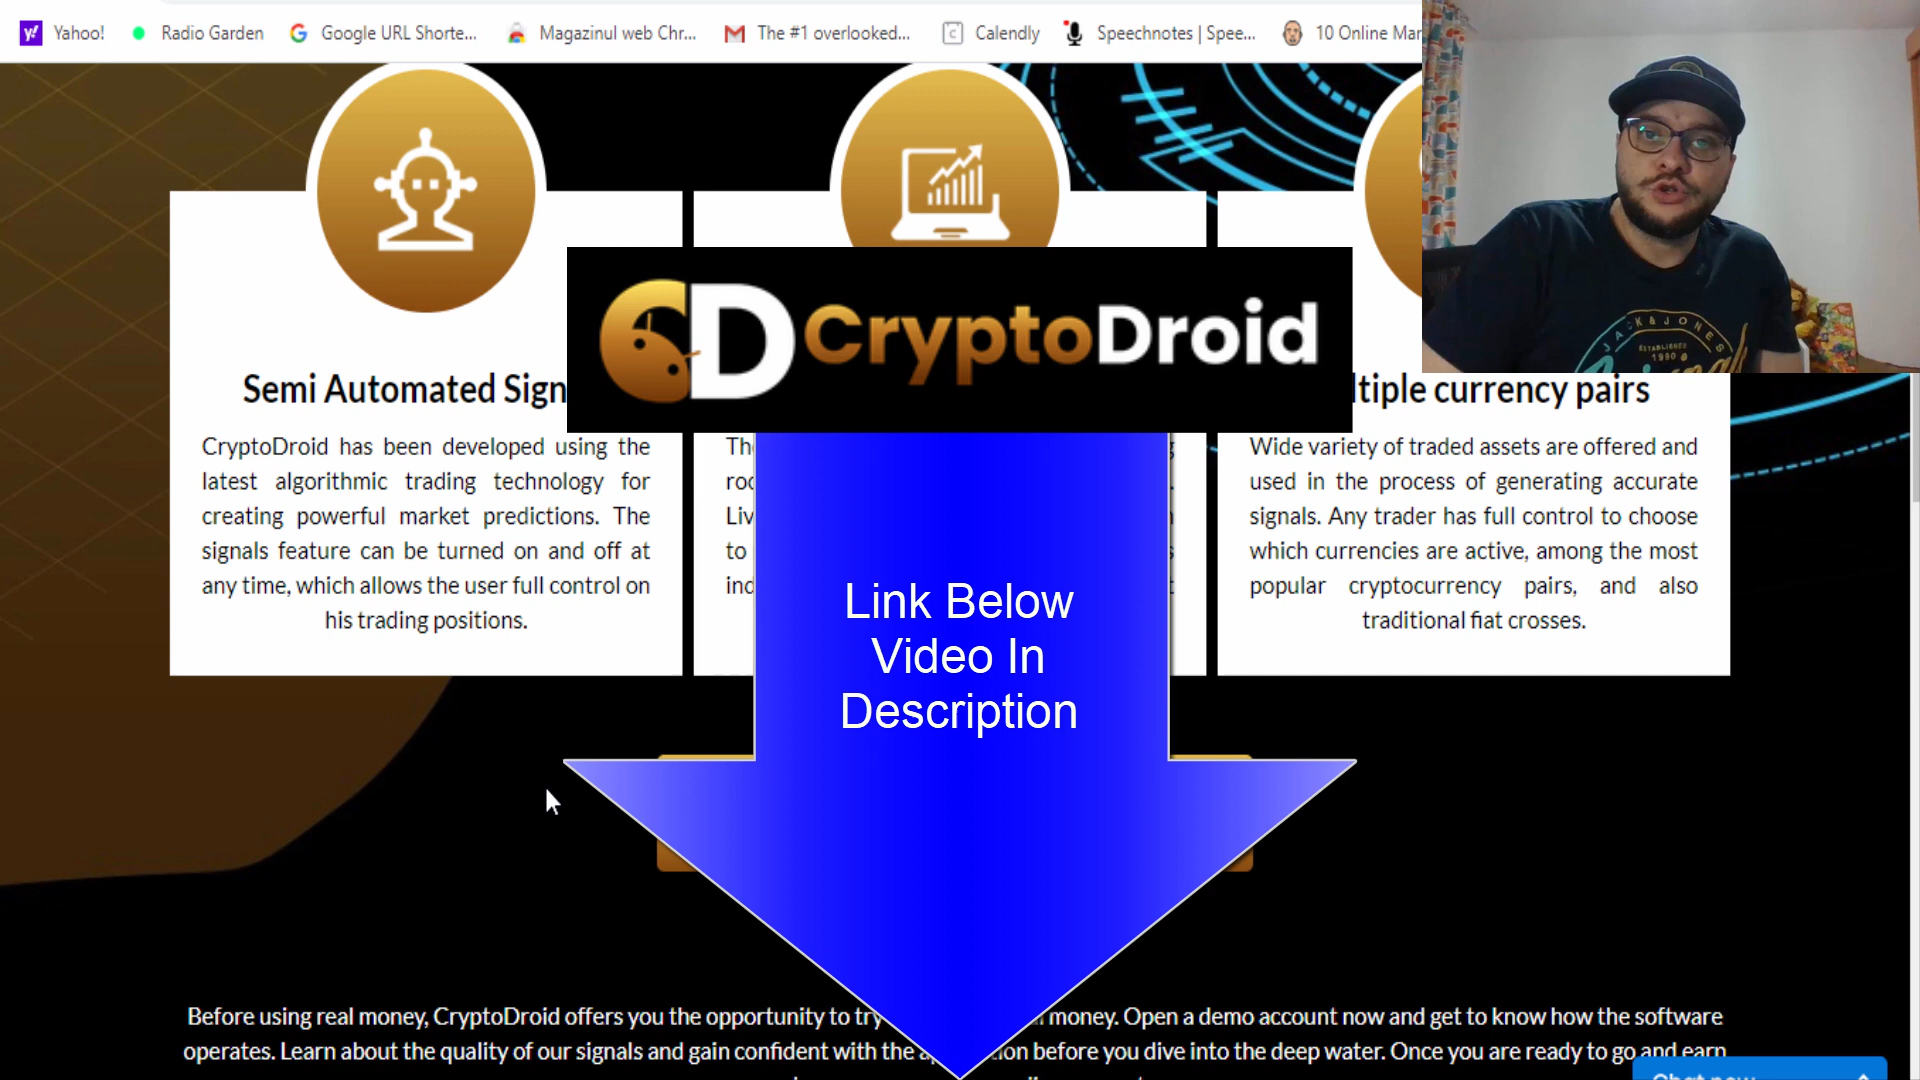 Yahoo!
Radio Garden
Google URL Shorte...
Magazinul web Chr...
The #1 overlooked...
Calendly
Speechnotes | Spee...
10 Online Mar
CryptoDroid
JACK & JONES
ESTABLISHED
1990
Semi Automated Sign
CryptoDroid has been developed using the
latest algorithmic trading technology for
creating powerful market predictions. The
signals feature can be turned on and off at
any time, which allows the user full control on
his trading positions.
ltiple currency pairs
Wide variety of traded assets are offered and
used in the process of generating accurate
signals. Any trader has full control to choose
which currencies are active, among the most
popular cryptocurrency pairs, and also
traditional fiat crosses.
Link Below
Video In
Description
Before using real money, CryptoDroid offers you the opportunity to try money. Open a demo account now and get to know how the software
operates. Learn about the quality of our signals and gain confident with the before you dive into the deep water. Once you are ready to go and earn
Chat now